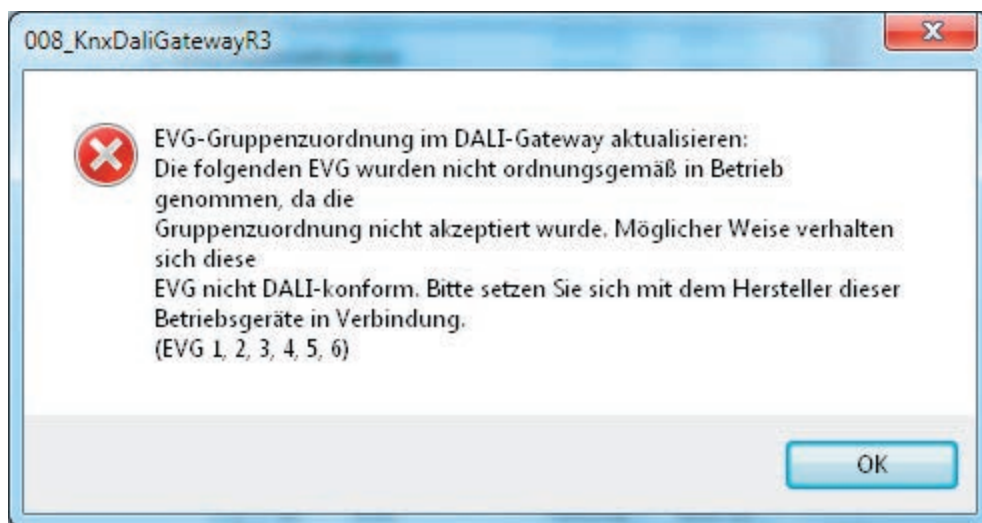 008_KnxDaliGatewayR3
EVG-Gruppenzuordnung im DALI-Gateway aktualisieren:
Die folgenden EVG wurden nicht ordnungsgemäß in Betrieb
genommen, da die
Gruppenzuordnung nicht akzeptiert wurde. Möglicher Weise verhalten
sich diese
EVG nicht DALI-konform. Bitte setzen Sie sich mit dem Hersteller dieser
Betriebsgeräte in Verbindung.
(EVG 1, 2, 3, 4, 5, 6)
OK